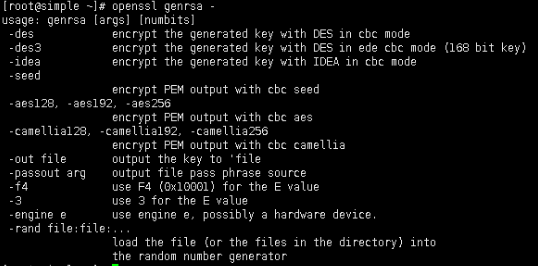 [root@simple ~]# openssl genrsa -
usage: genrsa [args] [numbits]
-des encrypt the generated key with DES in cbc mode
-des3 encrypt the generated key with DES in ede cbc mode (168 bit key)
-idea encrypt the generated key with IDEA in cbc mode
-seed
encrypt PEM output with cbc seed
-aes128, -aes192, -aes256
encrypt PEM output with cbc aes
-camellia128, -camellia192, -camellia256
encrypt PEM output with cbc camellia
-out file output the key to 'file
-passout arg output file pass phrase source
-f4 use F4 (0x10001) for the E value
-3 use 3 for the E value
-engine e use engine e, possibly a hardware device.
-rand file:file:...
load the file (or the files in the directory) into
the random number generator